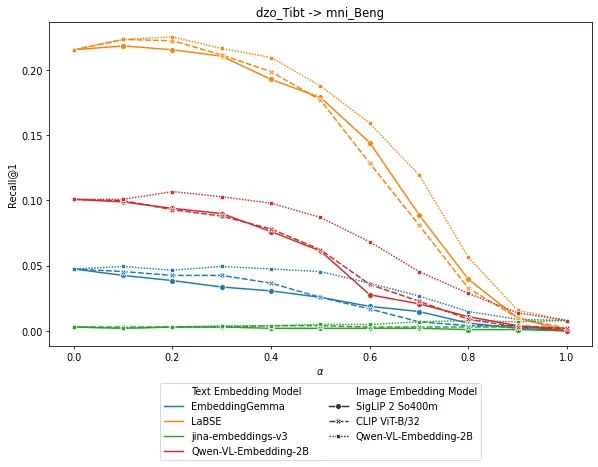 dzo_Tibt -> mni_Beng
Recall@1
0.20
0.15
0.10
0.05
0.00
0.0 0.2 0.4 0.6 0.8 1.0
α
Text Embedding Model
EmbeddingGemma
LaBSE
jina-embeddings-v3
Qwen-VL-Embedding-2B
Image Embedding Model
SigLIP 2 So400m
CLIP ViT-B/32
Qwen-VL-Embedding-2B